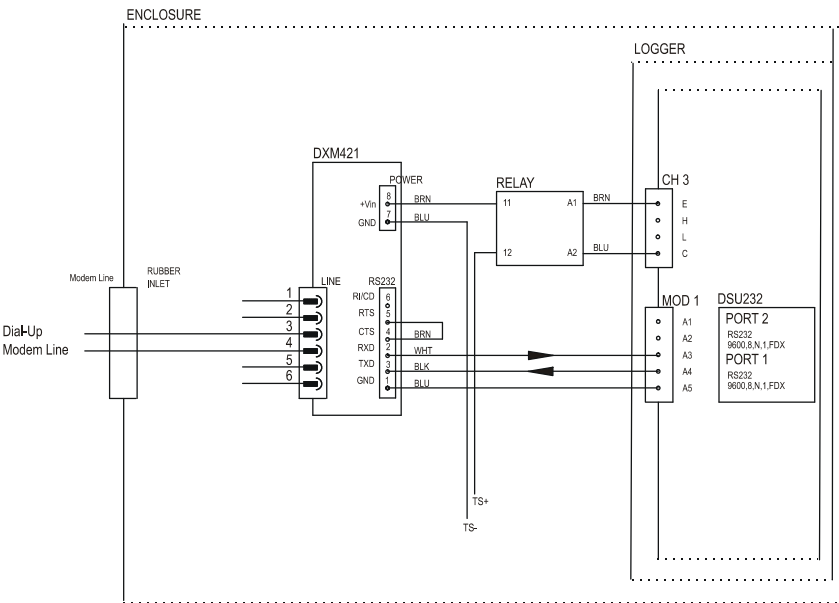 ENCLOSURE
LOGGER
DXM421
POWER
8
+Vin
BRN
7
GND
BLU
RELAY
11
A1
12
A2
BRN
BLU
CH 3
E
H
L
C
Modem Line
RUBBER
INLET
LINE
1
2
3
4
5
6
Dial-Up
Modem Line
RS232
RI/CD
6
RTS
5
CTS
4
BRN
RXD
2
WHT
TXD
3
BLK
GND
1
BLU
MOD 1
A1
A2
A3
A4
A5
DSU232
PORT 2
RS232
9600,8,N,1,FDX
PORT 1
RS232
9600,8,N,1,FDX
TS+
TS-